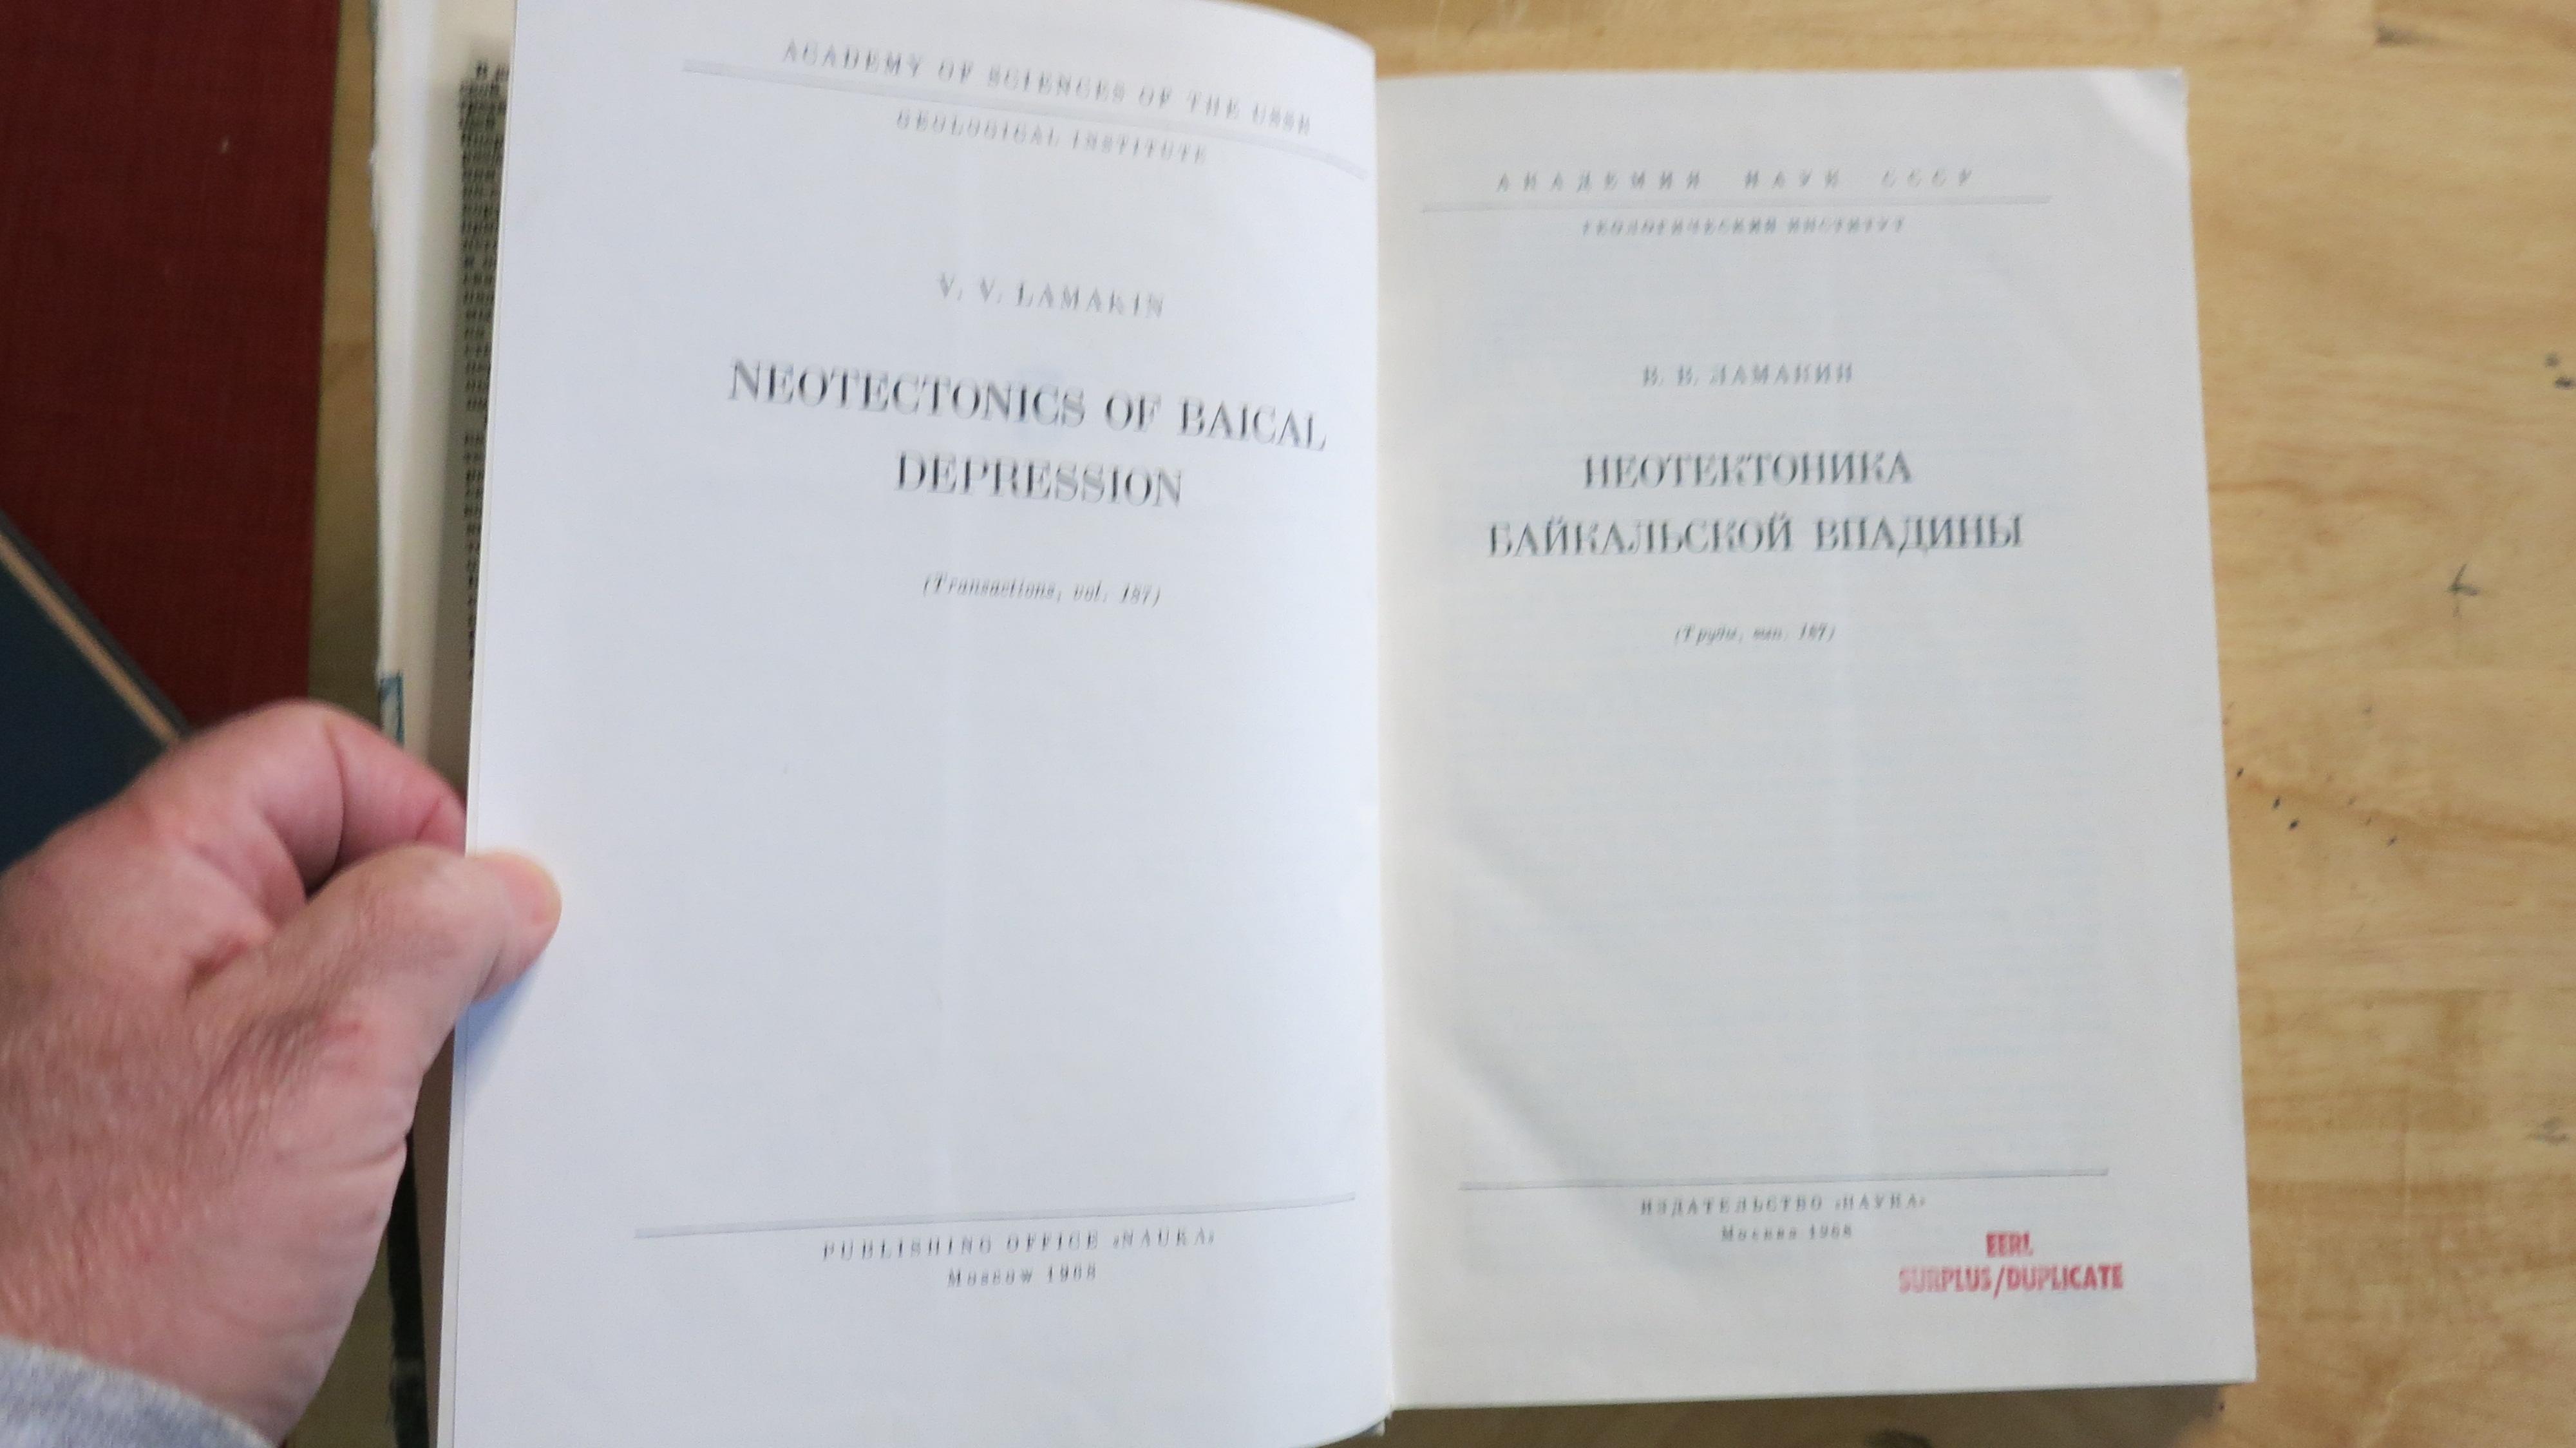 ACADEMY OF SCIENCES OF THE USSR
GEOLOGICAL INSTITUTE
V. V. LAMAKIN
NEOTECTONICS OF BAICAL
DEPRESSION
(Transactions, vol. 187)
PUBLISHING OFFICE «NAUKA»
Moscow 1968
АКАДЕМИЯ НАУК СССР
ГЕОЛОГИЧЕСКИЙ ИНСТИТУТ
В. В. ЛАМАКИН
НЕОТЕКТОНИКА
БАЙКАЛЬСКОЙ ВПАДИНЫ
(Труды, вып. 187)
ИЗДАТЕЛЬСТВО «НАУКА»
Москва 1968
EERL
SURPLUS/DUPLICATE